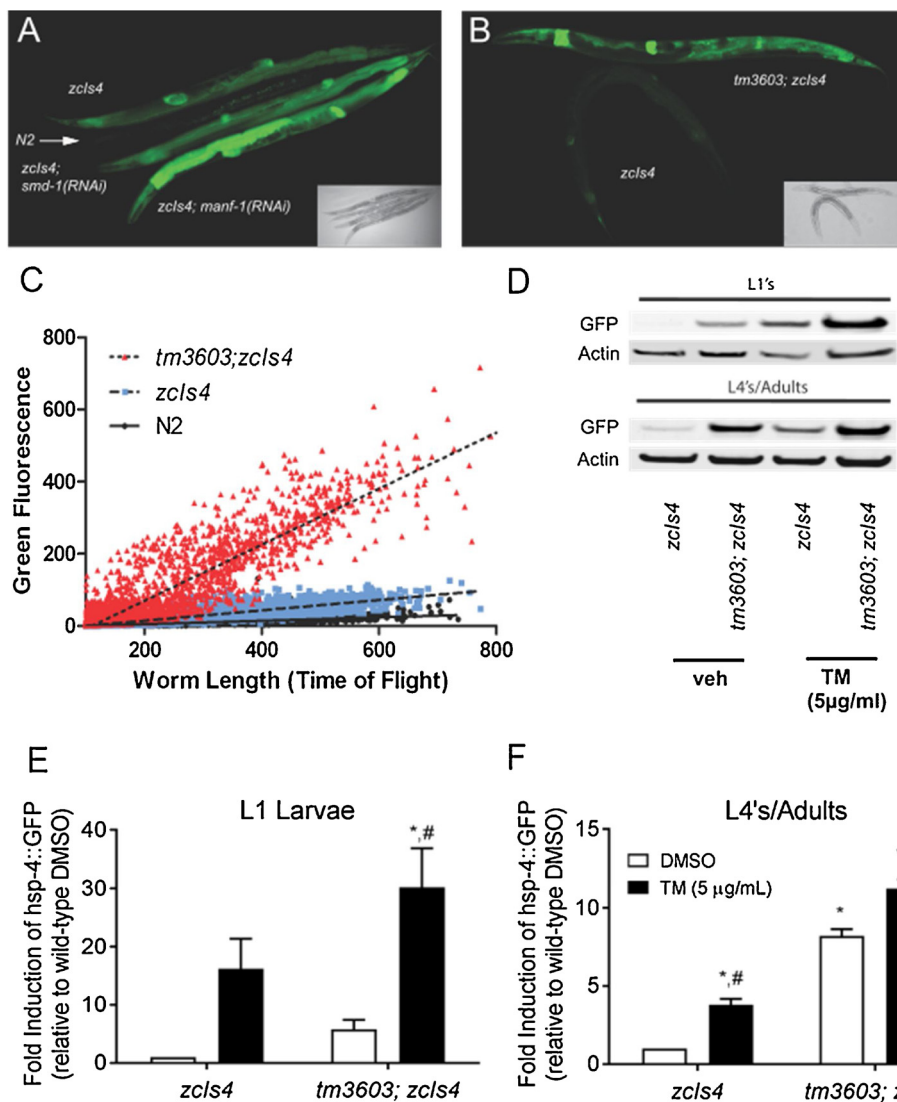 A
zcIs4
N2
zcIs4;
smd-1(RNAi)
zcIs4; manf-1(RNAi)
B
tm3603; zcIs4
zcIs4
C
800
600
400
200
0
Green Fluorescence
tm3603;zcIs4
zcIs4
N2
200
400
600
800
Worm Length (Time of Flight)
D
L1's
GFP
Actin
L4's/Adults
GFP
Actin
zcIs4
tm3603; zcIs4
zcIs4
tm3603; zcIs4
veh
TM
(5µg/ml)
E
L1 Larvae
Fold Induction of hsp-4::GFP
(relative to wild-type DMSO)
40
30
20
10
0
*,#
zcIs4
tm3603; zcIs4
F
L4's/Adults
Fold Induction of hsp-4::GFP
(relative to wild-type DMSO)
15
10
5
0
DMSO
TM (5 µg/mL)
*,#
*
zcIs4
tm3603; z